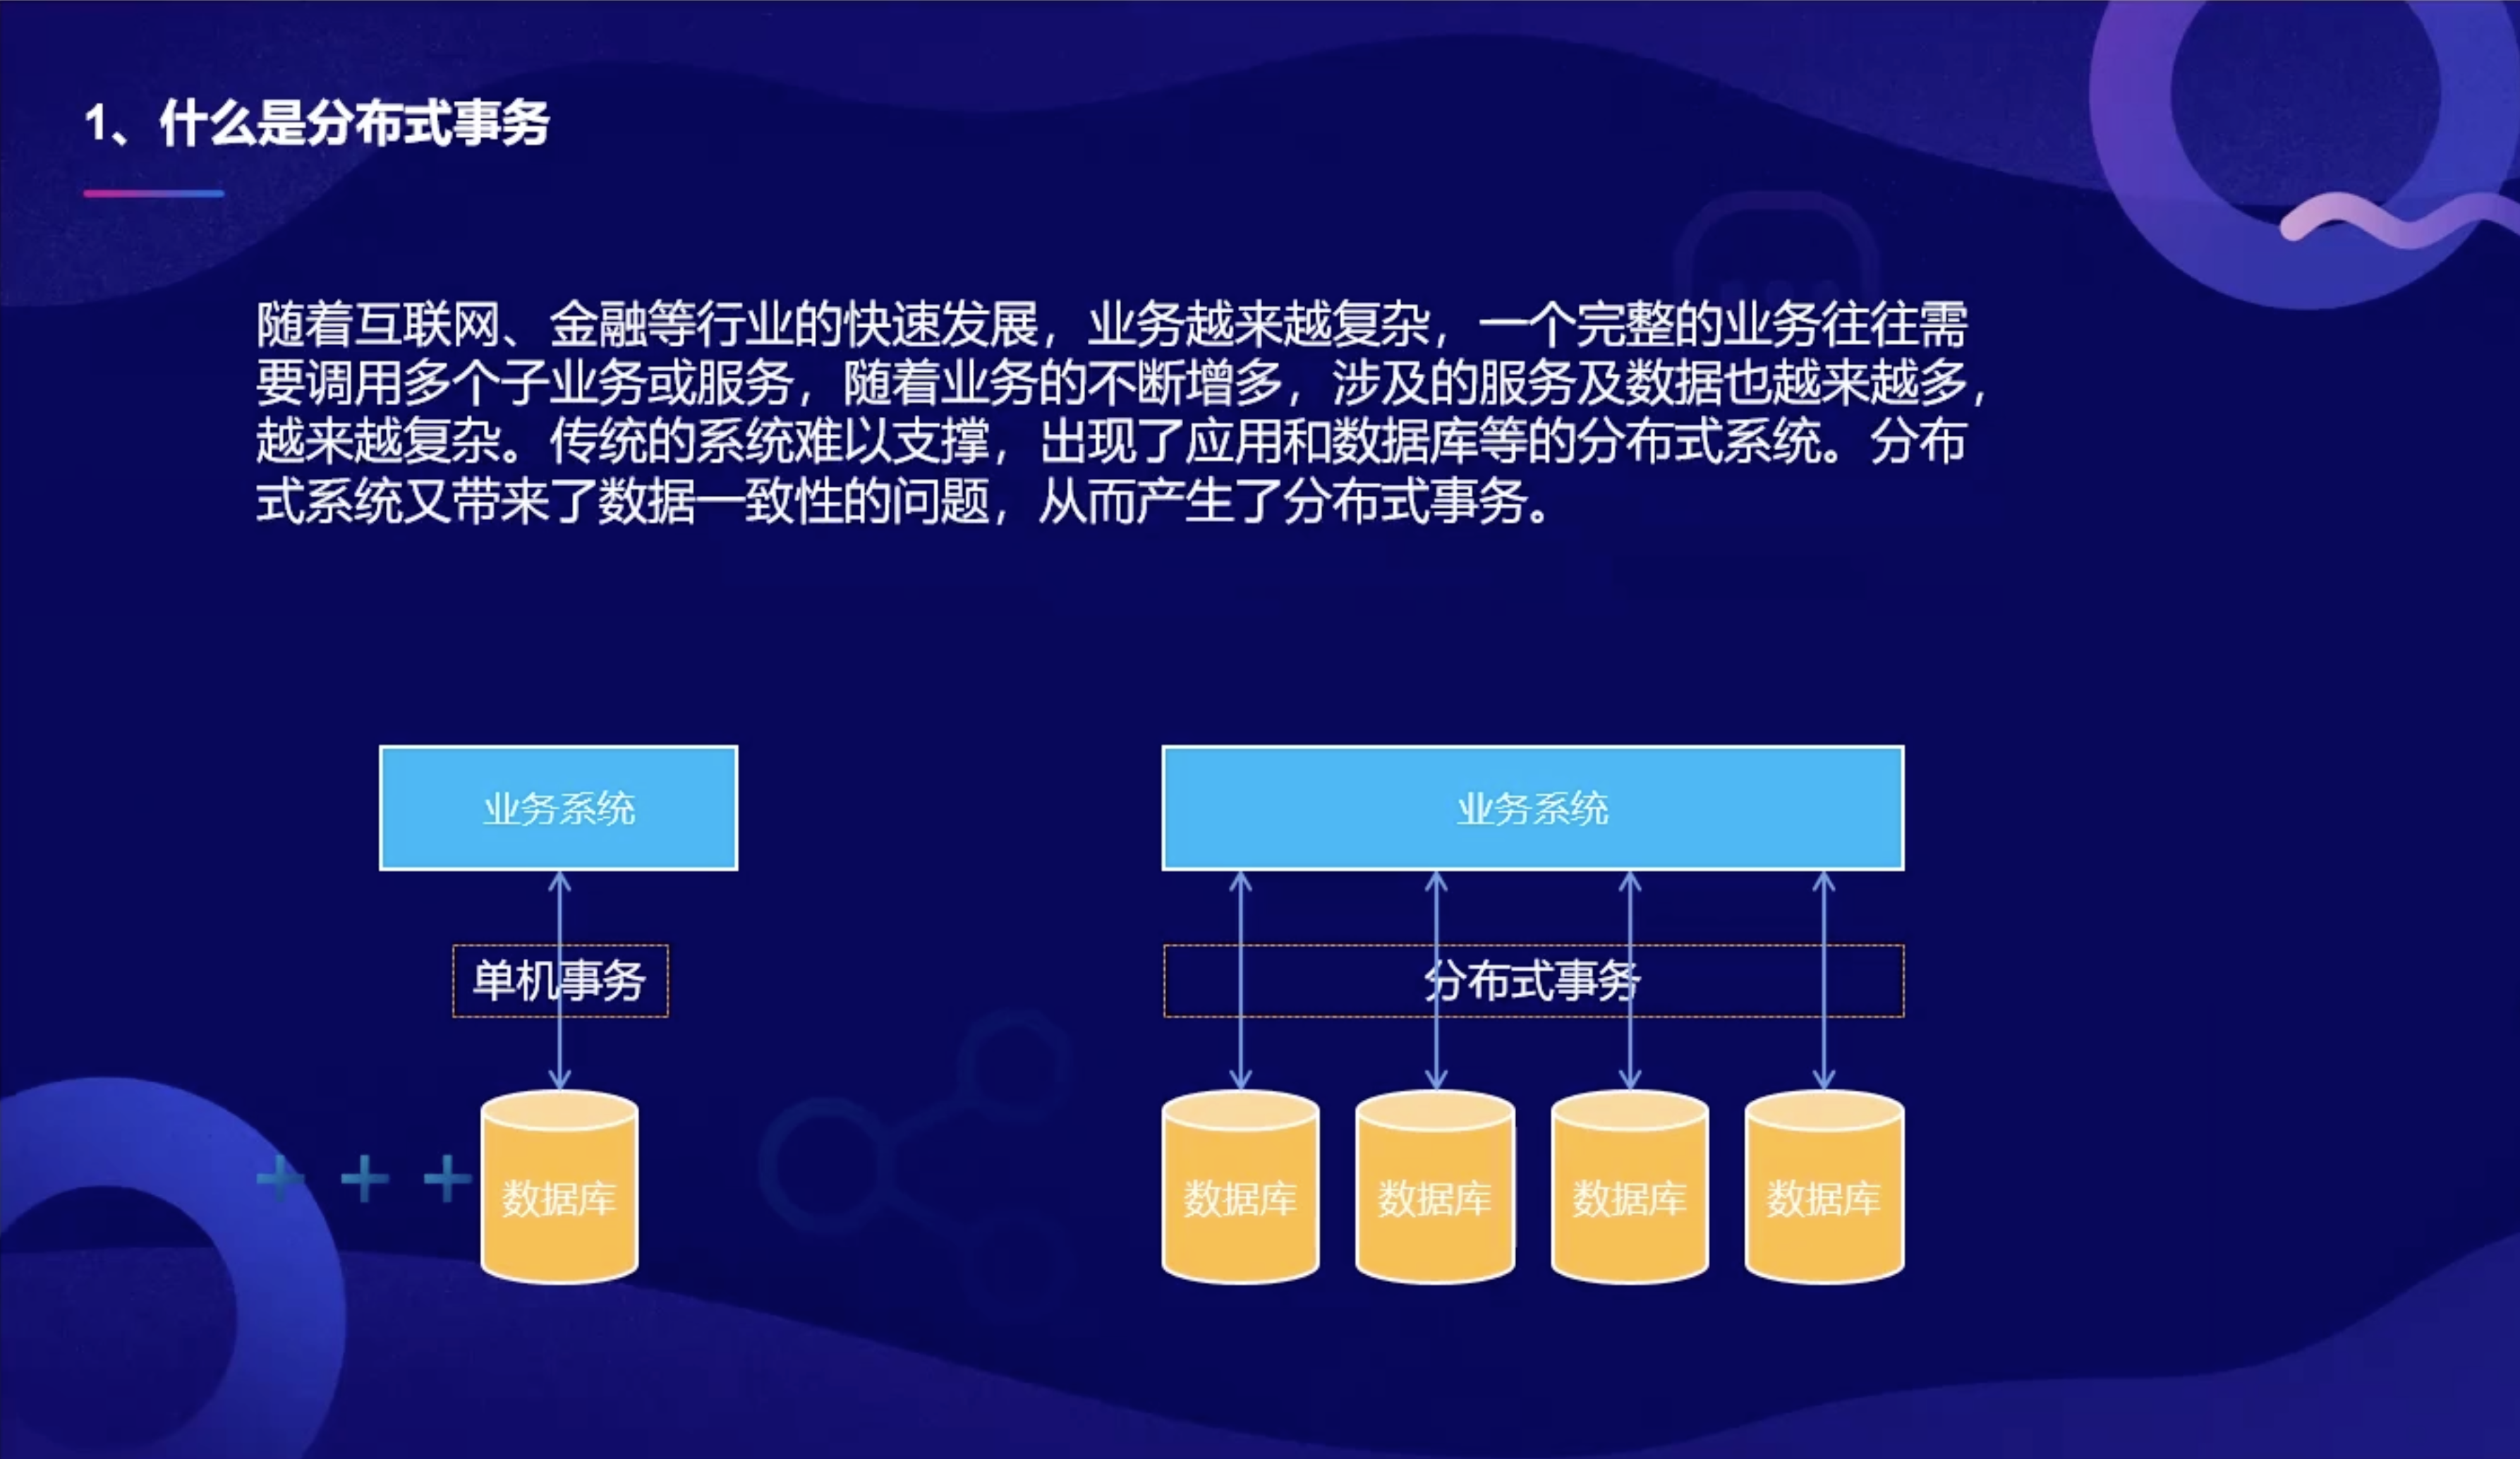 1、什么是分布式事务
随着互联网、金融等行业的快速发展，业务越来越复杂，一个完整的业务往往需
要调用多个子业务或服务，随着业务的不断增多，涉及的服务及数据也越来越多，
越来越复杂。传统的系统难以支撑，出现了应用和数据库等的分布式系统。分布
式系统又带来了数据一致性的问题，从而产生了分布式事务。
业务系统
业务系统
单机事务
分布式事务
数据库
数据库
数据库
数据库
数据库